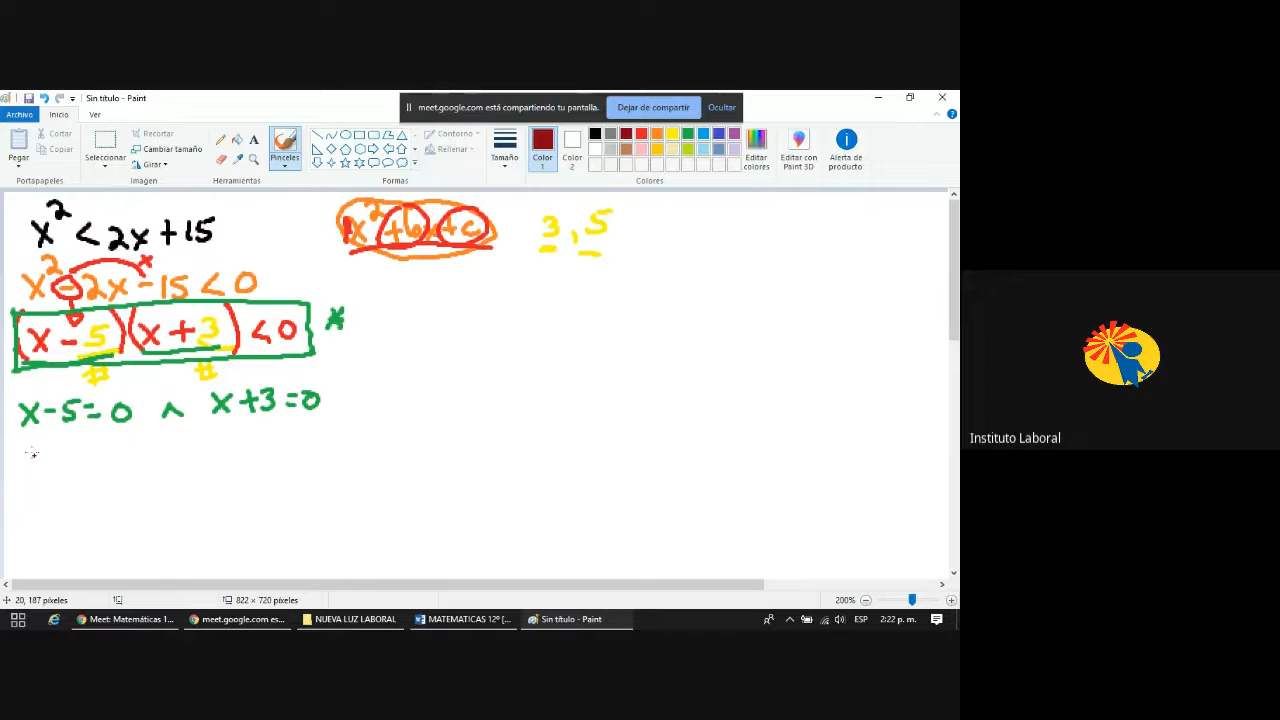 Sin título - Paint
meet.google.com está compartiendo tu pantalla.
Dejar de compartir
Ocultar
Archivo Inicio Ver
Pegar
Cortar
Copiar
Portapapeles
Seleccionar
Recortar
Cambiar tamaño
Girar
Imagen
A
Herramientas
Pinceles
Contorno
Rellenar
Formas
Tamaño
Color 1
Color 2
Editar colores
Colores
Editar con Paint 3D
Alerta de producto
x² < 2x + 15
1x² + bx + c
3 , 5
x² - 2x - 15 < 0
(x - 5)(x + 3) < 0 *
x - 5 = 0 ^ x + 3 = 0
Instituto Laboral
20, 187 píxeles
822 × 720 píxeles
200%
Meet: Matemáticas 1...
meet.google.com es...
NUEVA LUZ LABORAL
MATEMATICAS 12º [...
Sin título - Paint
ESP
2:22 p. m.